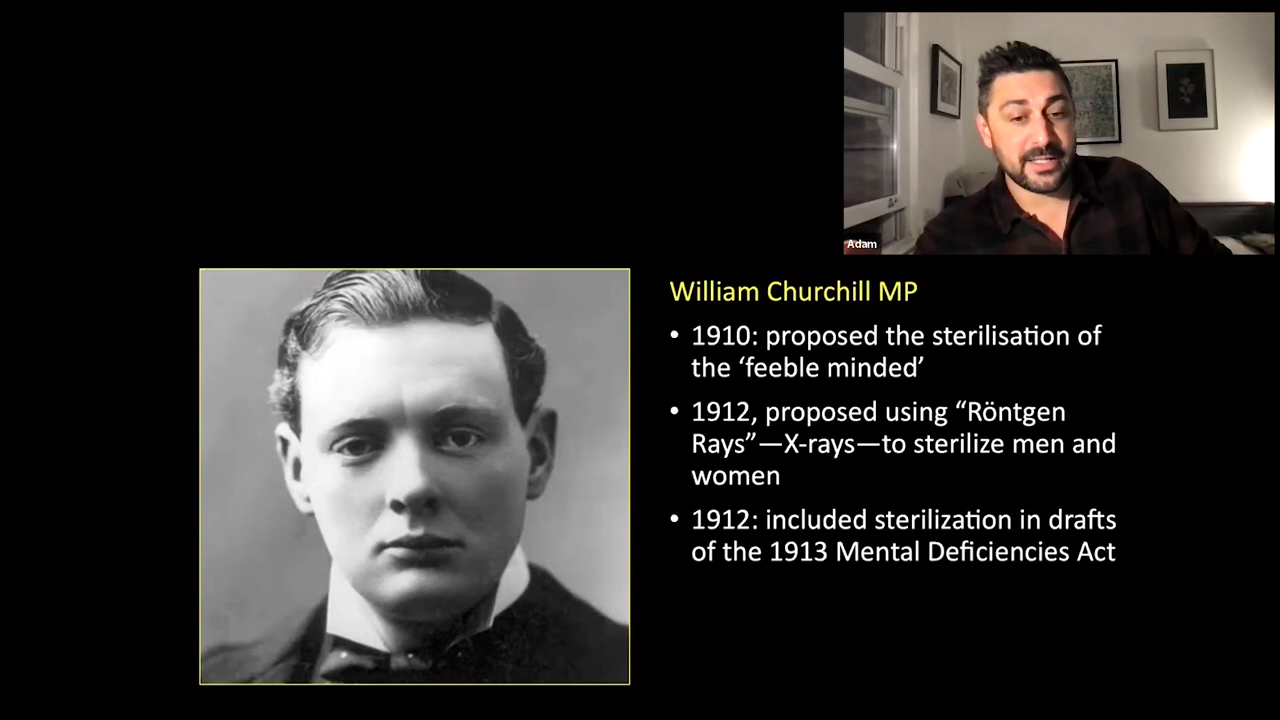 Adam
William Churchill MP
• 1910: proposed the sterilisation of
the ‘feeble minded’
• 1912, proposed using “Röntgen
Rays”—X-rays—to sterilize men and
women
• 1912: included sterilization in drafts
of the 1913 Mental Deficiencies Act